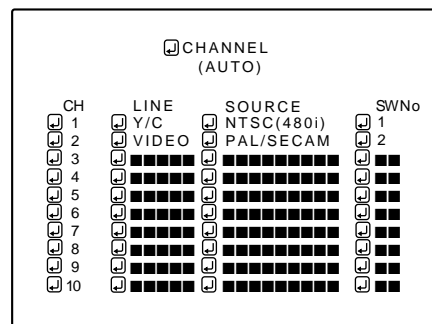 CHANNEL
(AUTO)
CH LINE SOURCE SWNo
1 Y/C NTSC(480i) 1
2 VIDEO PAL/SECAM 2
3 ■■■■■ ■■■■■■■■■ ■■
4 ■■■■■ ■■■■■■■■■ ■■
5 ■■■■■ ■■■■■■■■■ ■■
6 ■■■■■ ■■■■■■■■■ ■■
7 ■■■■■ ■■■■■■■■■ ■■
8 ■■■■■ ■■■■■■■■■ ■■
9 ■■■■■ ■■■■■■■■■ ■■
10 ■■■■■ ■■■■■■■■■ ■■